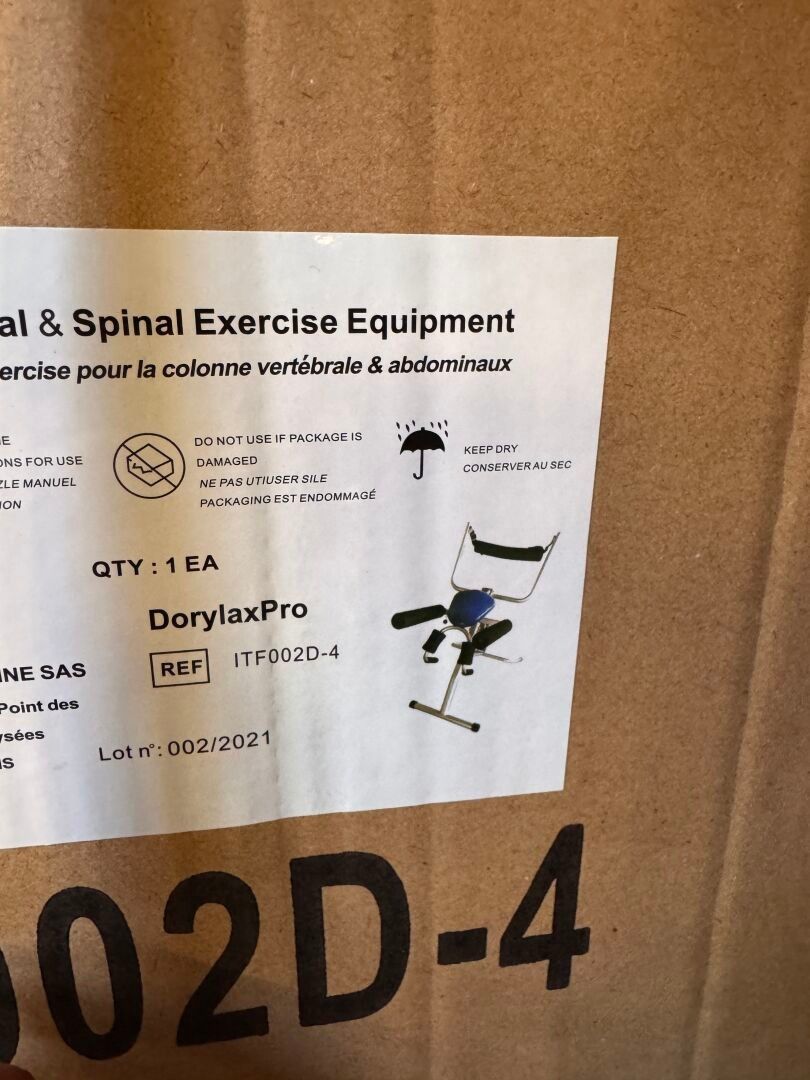 al & Spinal Exercise Equipment
ercise pour la colonne vertébrale & abdominaux
E
ONS FOR USE
ZLE MANUEL
ION
DO NOT USE IF PACKAGE IS
DAMAGED
NE PAS UTIUSER SILE
PACKAGING EST ENDOMMAGÉ
KEEP DRY
CONSERVER AU SEC
QTY : 1 EA
DorylaxPro
REF ITF002D-4
INE SAS
Point des
ysées
IS
Lot n°: 002/2021
002D-4